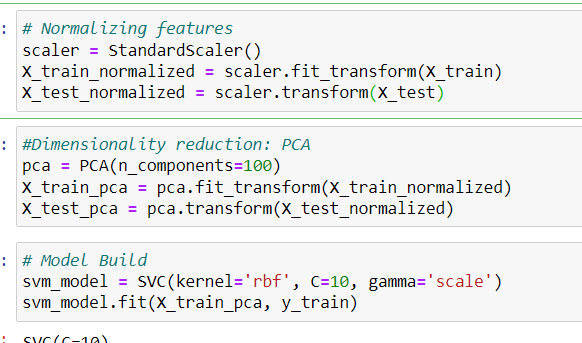 : # Normalizing features
scaler = StandardScaler()
X_train_normalized = scaler.fit_transform(X_train)
X_test_normalized = scaler.transform(X_test)
: #Dimensionality reduction: PCA
pca = PCA(n_components=100)
X_train_pca = pca.fit_transform(X_train_normalized)
X_test_pca = pca.transform(X_test_normalized)
: # Model Build
svm_model = SVC(kernel='rbf', C=10, gamma='scale')
svm_model.fit(X_train_pca, y_train)
: SVC(C=10)